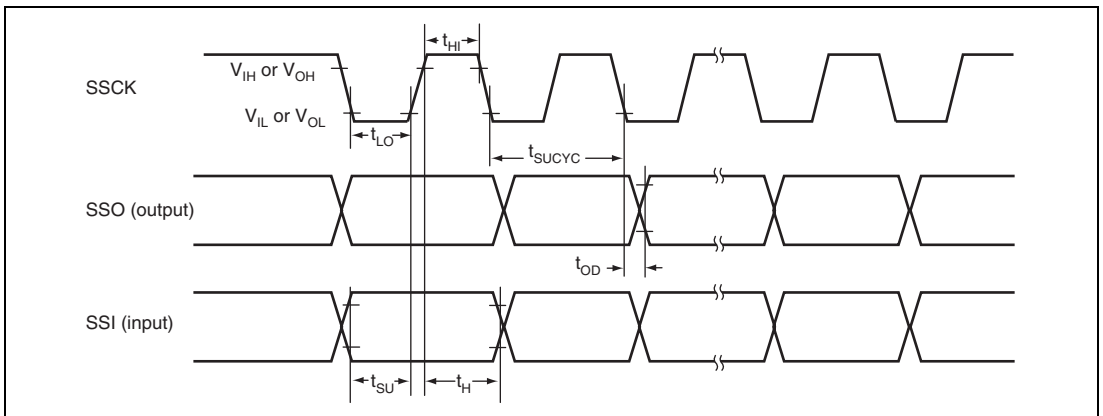 t_HI
V_IH or V_OH
SSCK
V_IL or V_OL
t_LO
t_SUCYC
SSO (output)
t_OD
SSI (input)
t_SU
t_H